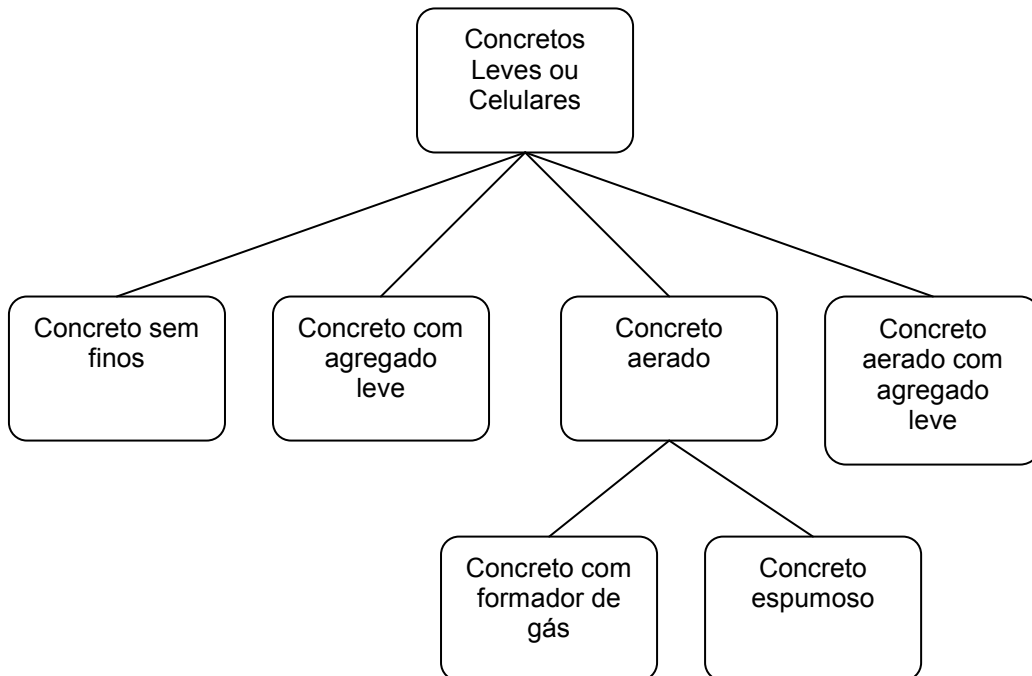 Concretos
Leves ou
Celulares
Concreto sem
finos
Concreto com
agregado
leve
Concreto
aerado
Concreto
aerado com
agregado
leve
Concreto com
formador de
gás
Concreto
espumoso